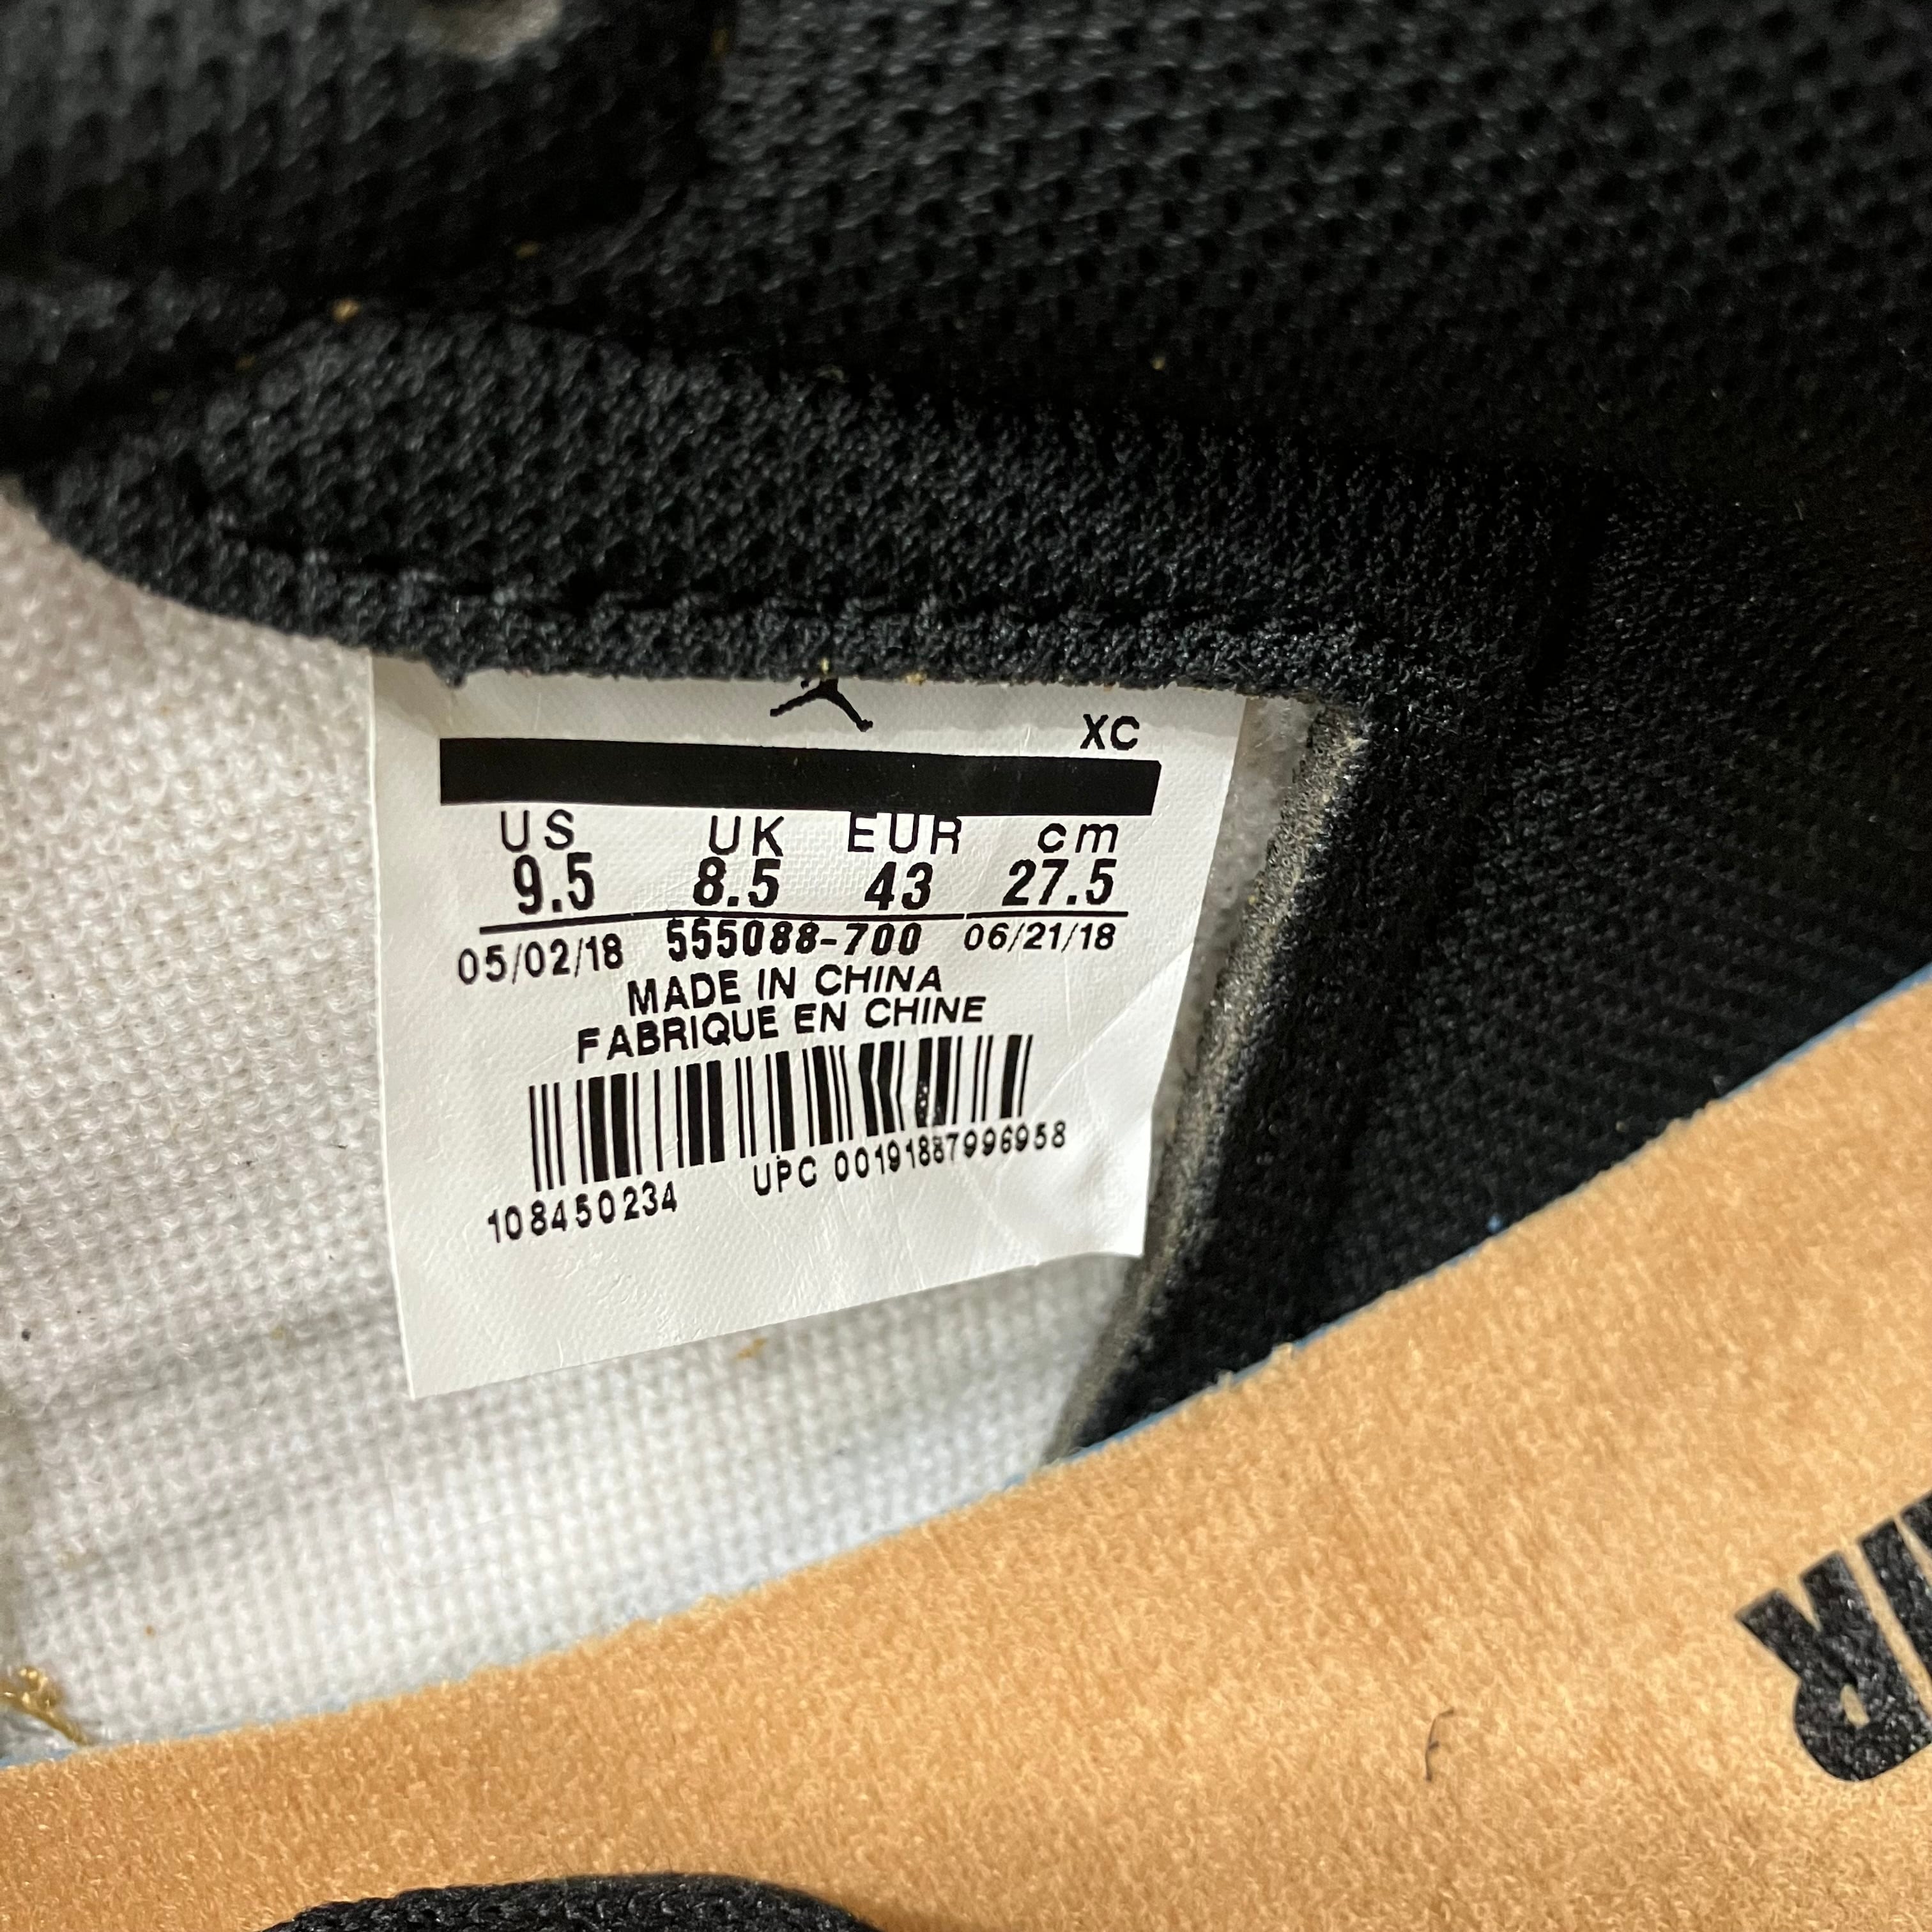 XC
US UK EUR cm
9.5 8.5 43 27.5
05/02/18 555088-700 06/21/18
MADE IN CHINA
FABRIQUE EN CHINE
108450234 UPC 00191887996958
IR